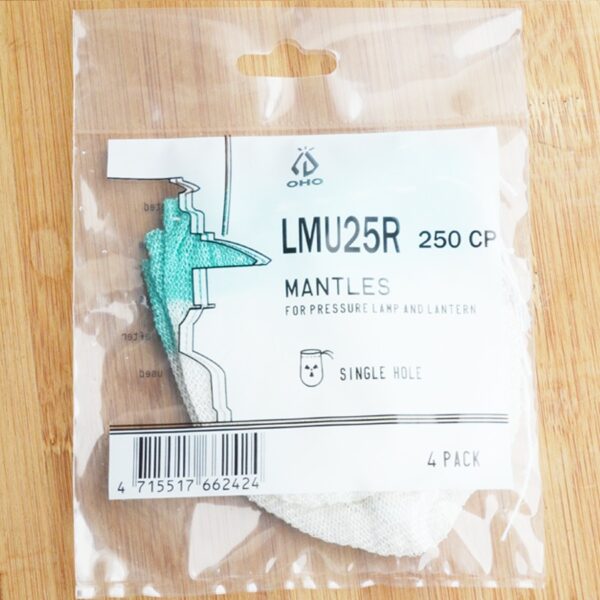 OHO
LMU25R 250 CP
MANTLES
FOR PRESSURE LAMP AND LANTERN
SINGLE HOLE
4 PACK
4 715517 662424